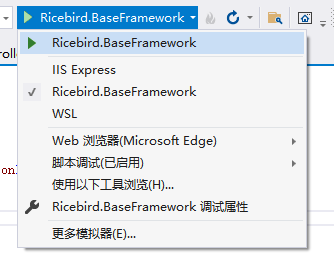 Ricebird.BaseFramework
Ricebird.BaseFramework
IIS Express
Ricebird.BaseFramework
WSL
Web 浏览器(Microsoft Edge)
脚本调试(已启用)
使用以下工具浏览(H)...
Ricebird.BaseFramework 调试属性
更多模拟器(E)...